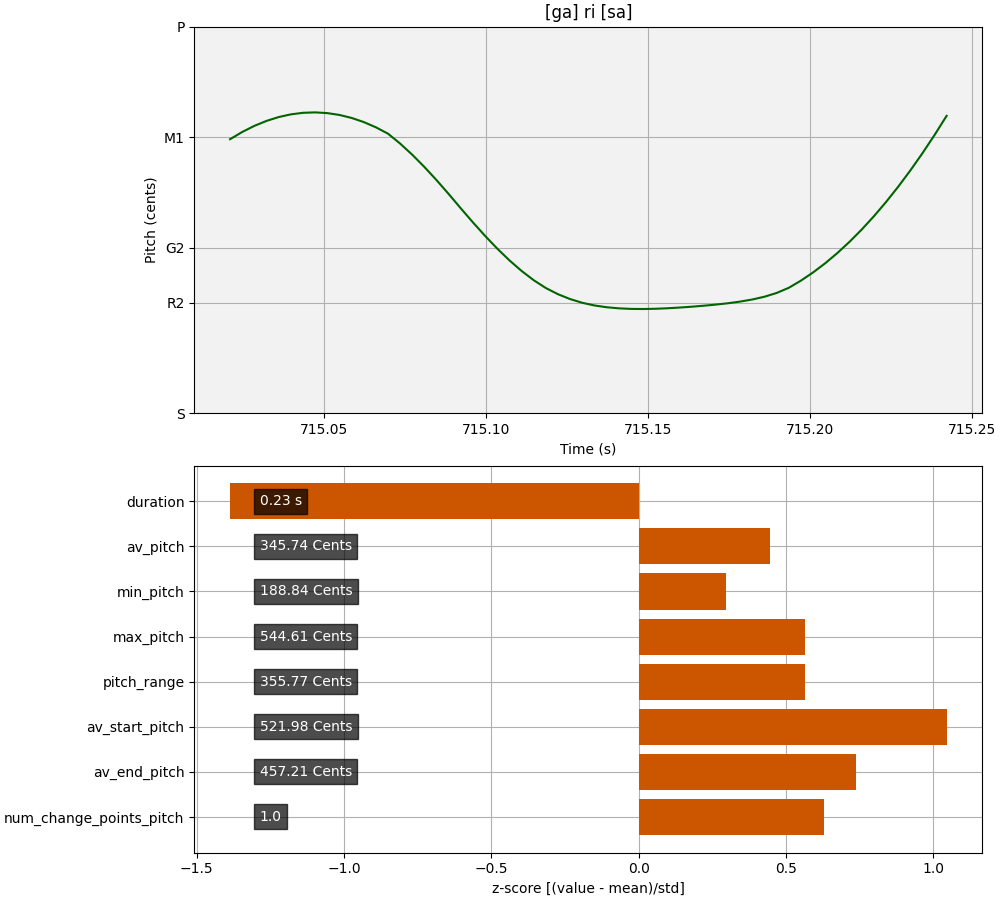 [ga] ri [sa]
P
M1
G2
R2
S
Pitch (cents)
715.05 715.10 715.15 715.20 715.25
Time (s)
duration 0.23 s
av_pitch 345.74 Cents
min_pitch 188.84 Cents
max_pitch 544.61 Cents
pitch_range 355.77 Cents
av_start_pitch 521.98 Cents
av_end_pitch 457.21 Cents
num_change_points_pitch 1.0
−1.5 −1.0 −0.5 0.0 0.5 1.0
z-score [(value - mean)/std]